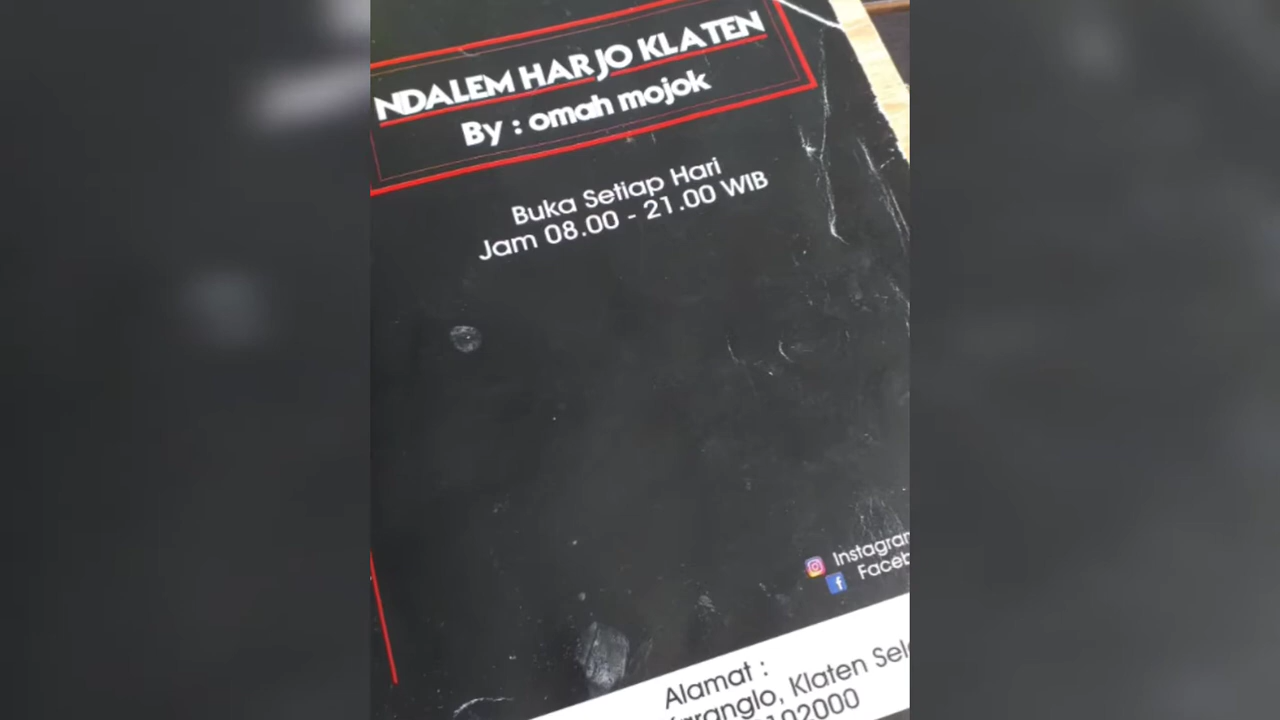 NDALEM HARJO KLATEN
By : omah mojok
Buka Setiap Hari
Jam 08.00 - 21.00 WIB
Alamat :
Klaten